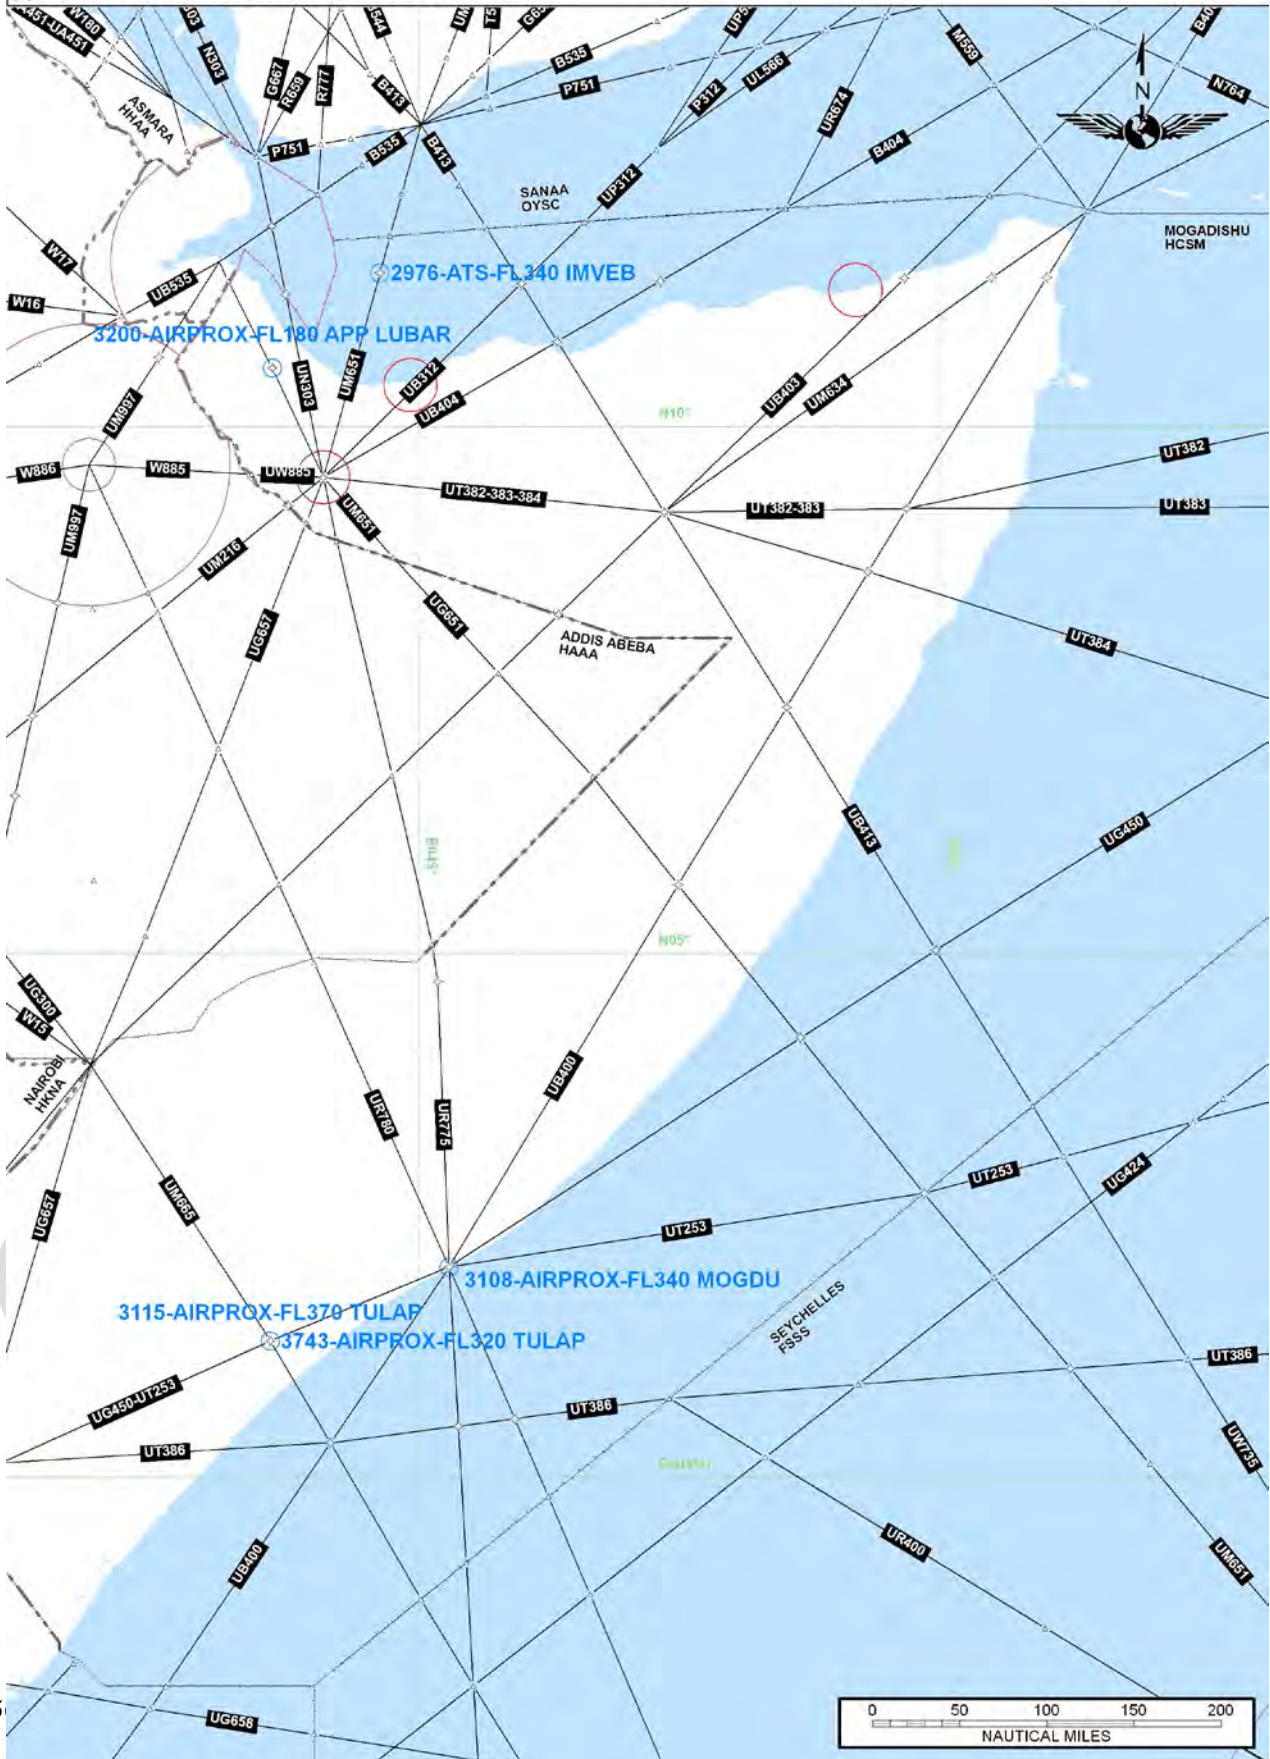 W180
N303
G667
R659
R777
B413
B535
P751
P312
UL566
UR674
M559
N764
N
ASMARA
HHAA
P751
B535
B413
B404
SANAA
OYSC
UP312
MOGADISHU
HCSM
W17
UB535
W16
2976-ATS-FL340 IMVEB
3200-AIRPROX-FL180 APP LUBAR
UN303
UM651
UB312
UB404
UB403
UM634
UM997
N10°
W886
W885
UW885
UT382-383-384
UT382-383
UT382
UT383
UM997
UM216
UM651
UG657
UG651
ADDIS ABEBA
HAAA
UT384
UB413
UG450
N05°
UG300
W15
NAIROBI
HKNA
UR780
UR775
UB400
UG657
UM665
UT253
UG424
UT253
3108-AIRPROX-FL340 MOGDU
SEYCHELLES
FSSS
3115-AIRPROX-FL370 TULAP
3743-AIRPROX-FL320 TULAP
UG450-UT253
UT386
UT386
UT386
UW735
UB400
UR400
UM651
UG658
0 50 100 150 200
NAUTICAL MILES